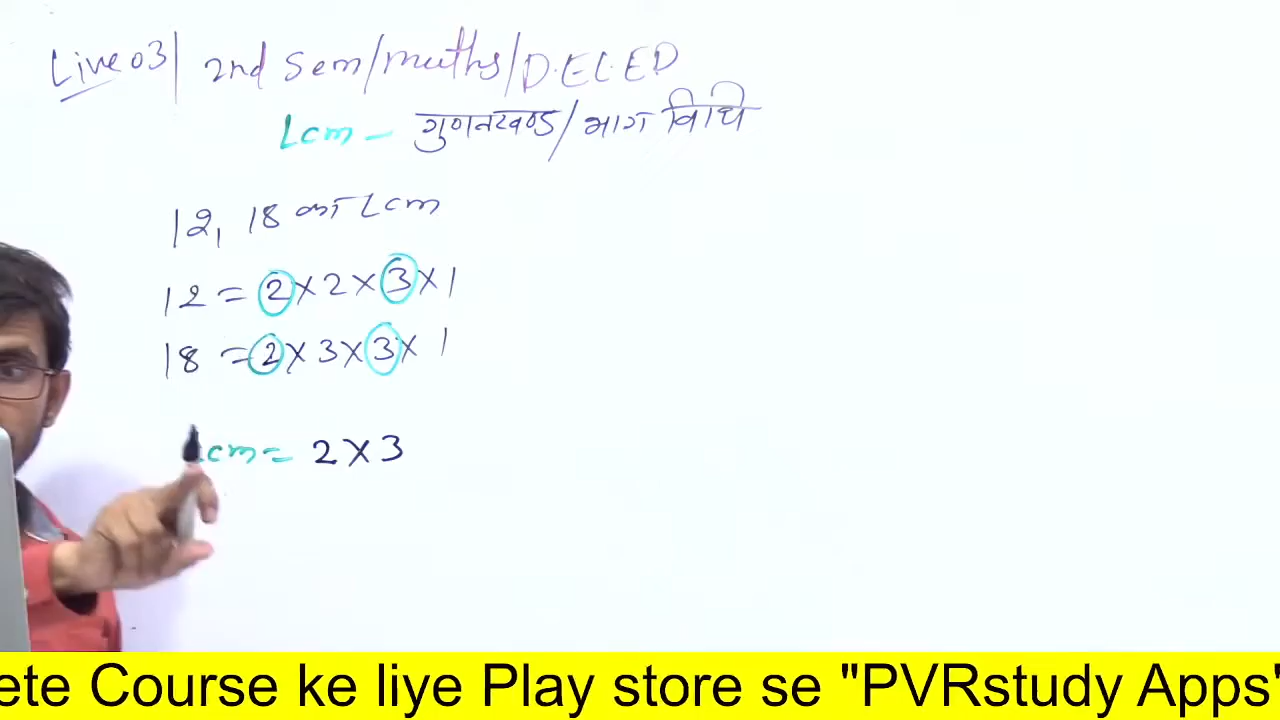 Live 03| 2nd Sem/maths/D.EL.ED
Lcm - गुणनखण्ड/भाग विधि
12, 18 का Lcm
12 = 2×2×3×1
18 = 2×3×3×1
cm = 2×3
ete Course ke liye Play store se "PVRstudy Apps"